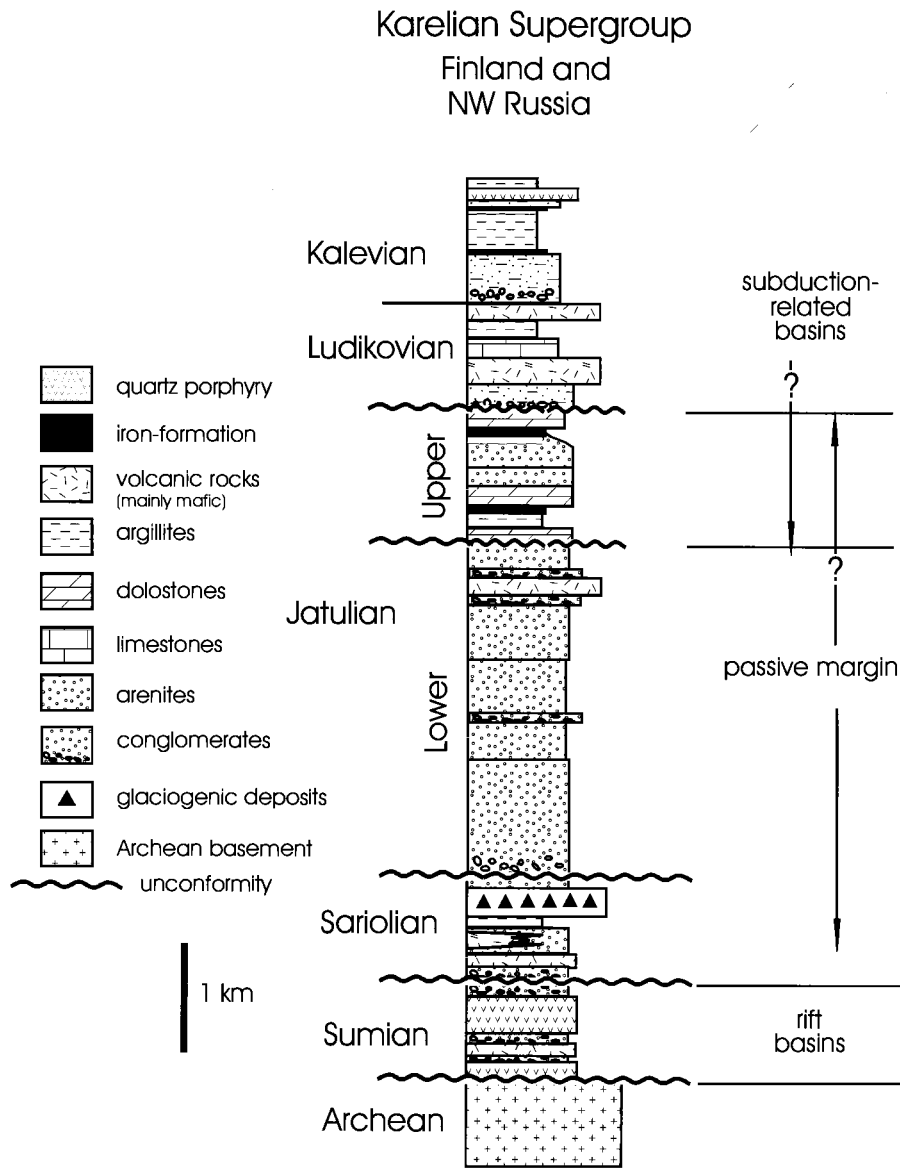 Karelian Supergroup
Finland and
NW Russia
Kalevian
Ludikovian
Upper
Jatulian
Lower
Sariolian
Sumian
Archean
subduction-
related
basins
?
?
passive margin
rift
basins
quartz porphyry
iron-formation
volcanic rocks
(mainly mafic)
argillites
dolostones
limestones
arenites
conglomerates
glaciogenic deposits
Archean basement
unconformity
1 km